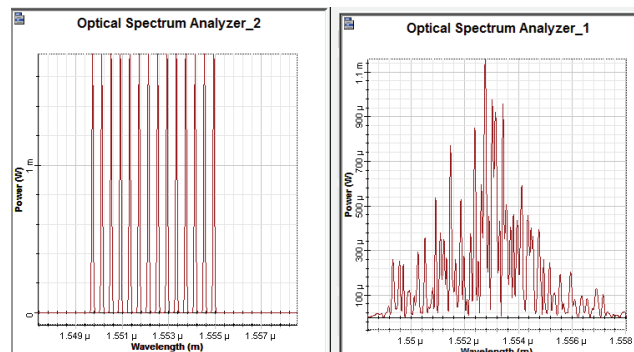 Optical Spectrum Analyzer_2
Power (W)
1 m
0
1.549 µ 1.551 µ 1.553 µ 1.555 µ 1.557 µ
Wavelength (m)
Optical Spectrum Analyzer_1
Power (W)
1.1 m
900 µ
700 µ
500 µ
300 µ
100 µ
1.55 µ 1.552 µ 1.554 µ 1.556 µ 1.558 µ
Wavelength (m)